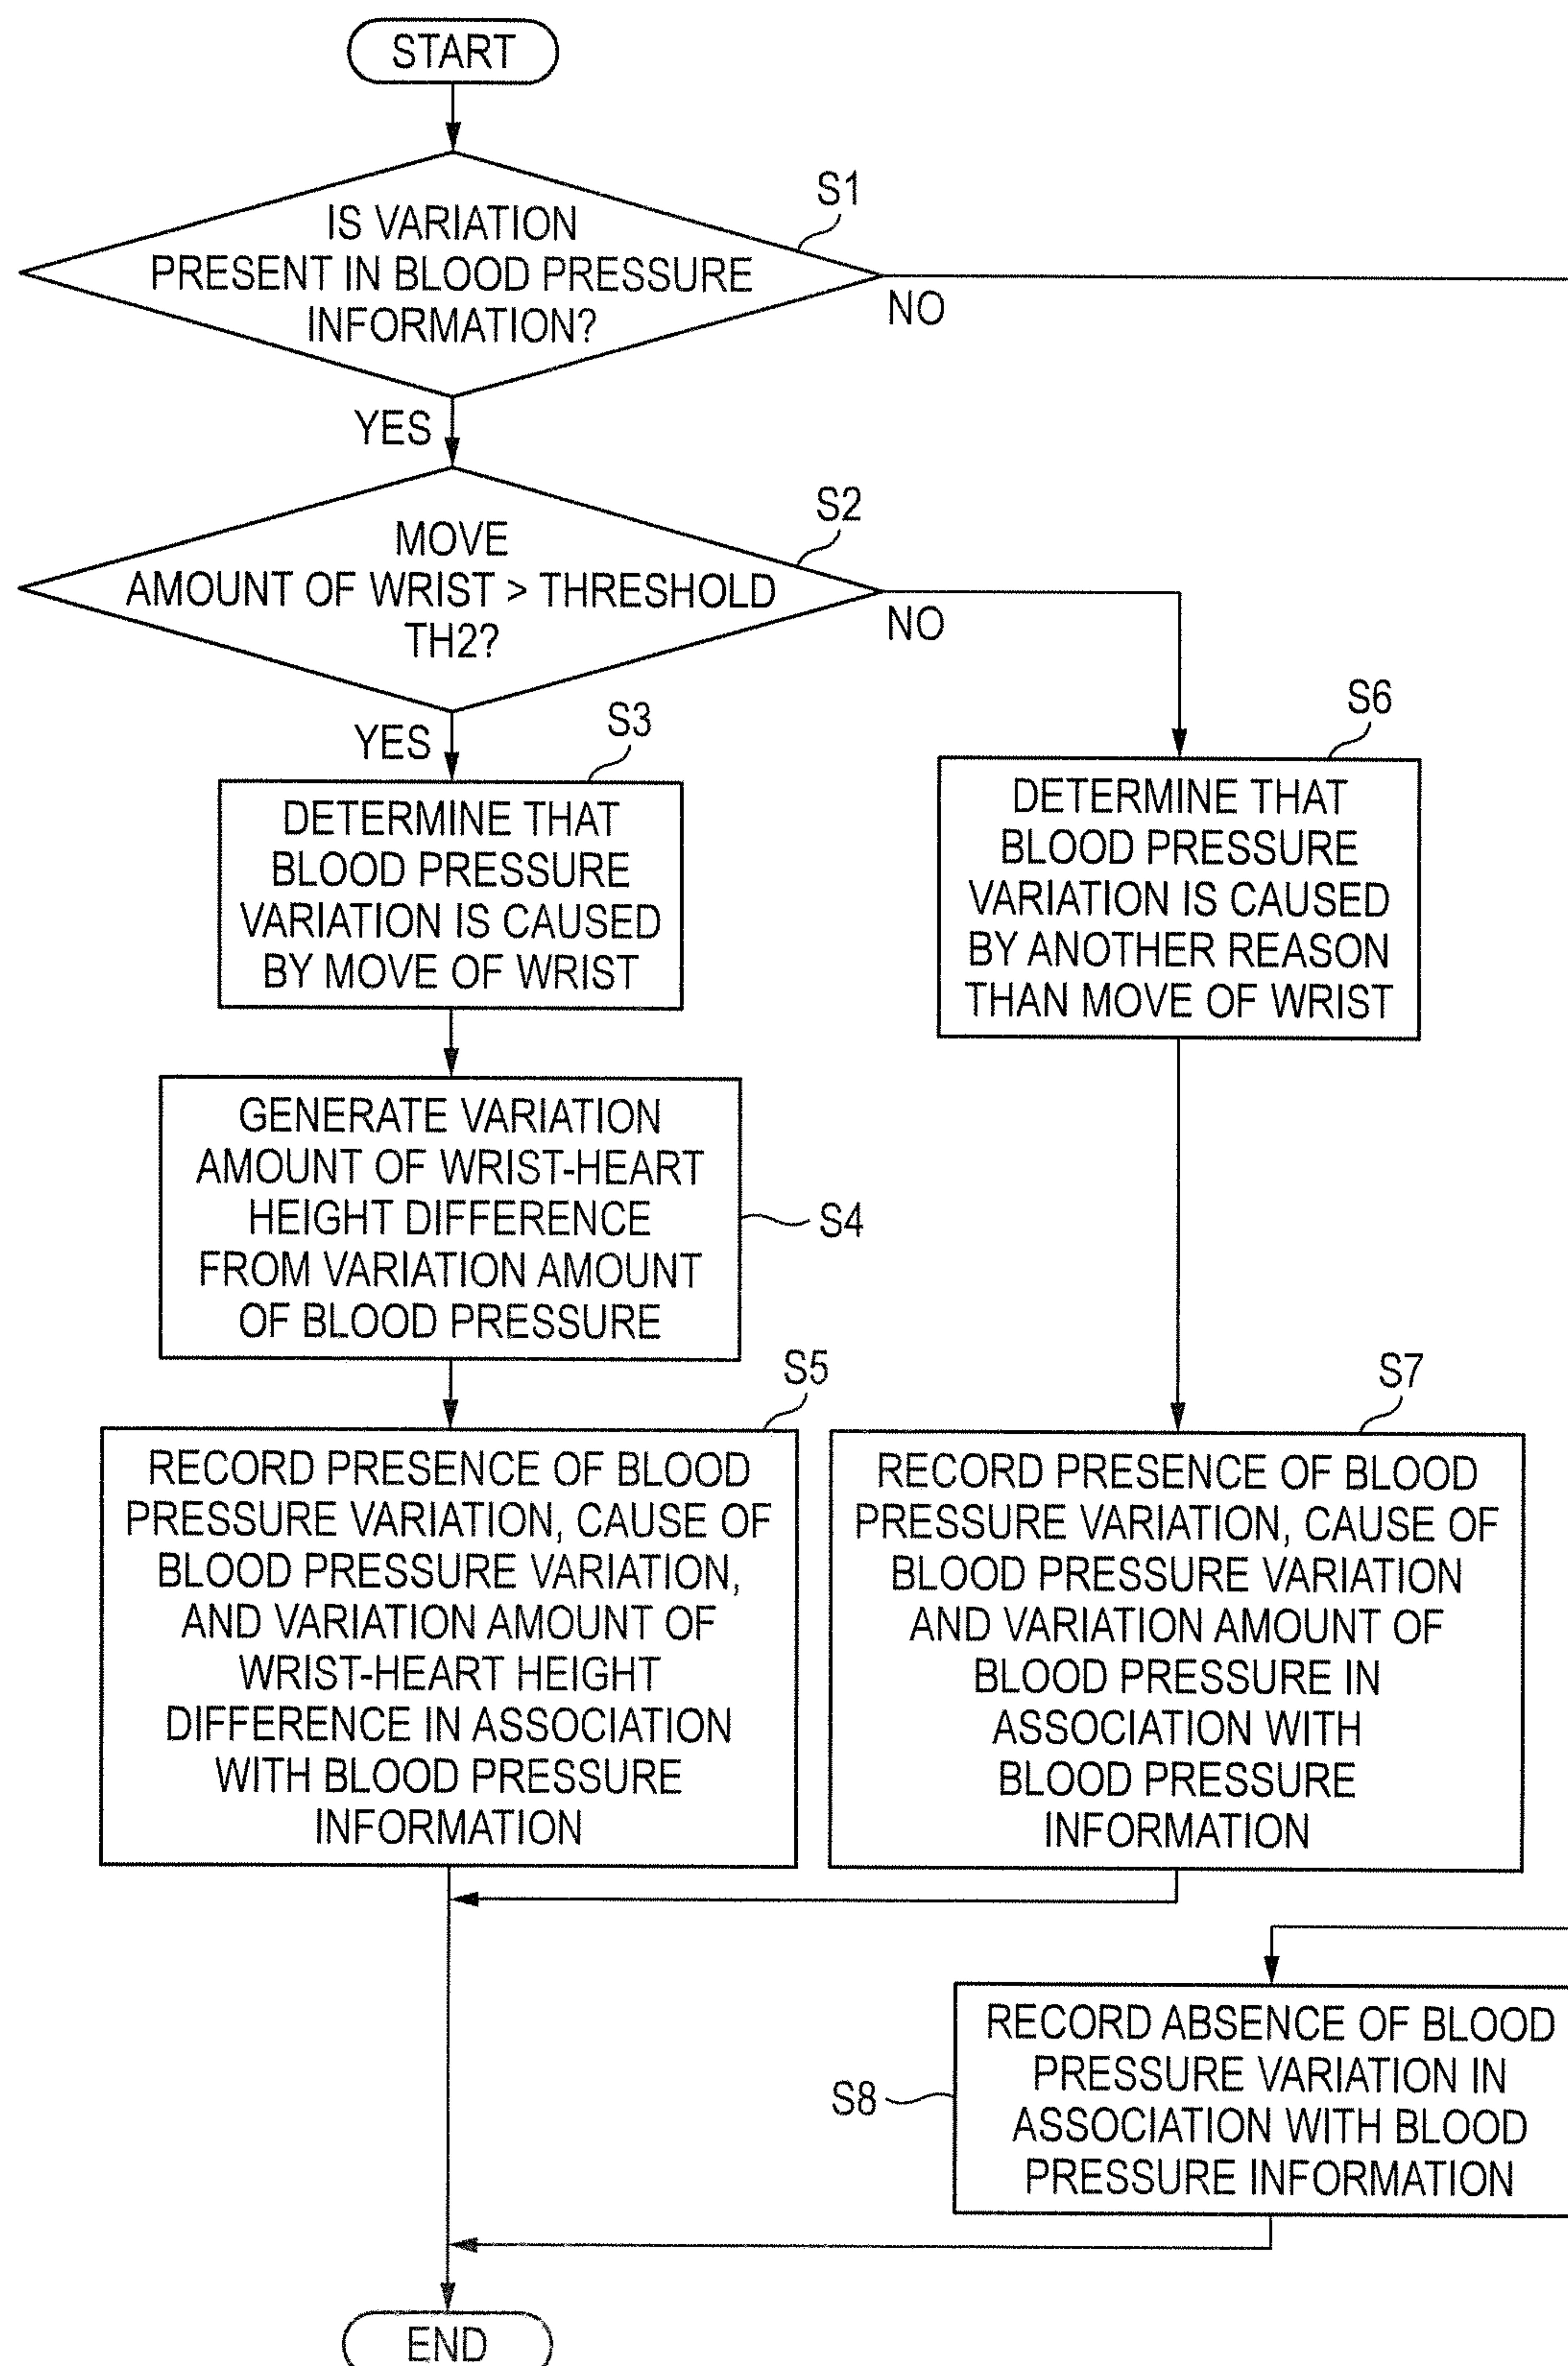 START
S1
IS VARIATION
PRESENT IN BLOOD PRESSURE
INFORMATION?
NO
YES
S2
MOVE
AMOUNT OF WRIST > THRESHOLD
TH2?
NO
YES
S3
DETERMINE THAT
BLOOD PRESSURE
VARIATION IS CAUSED
BY MOVE OF WRIST
S6
DETERMINE THAT
BLOOD PRESSURE
VARIATION IS CAUSED
BY ANOTHER REASON
THAN MOVE OF WRIST
GENERATE VARIATION
AMOUNT OF WRIST-HEART
HEIGHT DIFFERENCE
FROM VARIATION AMOUNT
OF BLOOD PRESSURE
S4
S5
RECORD PRESENCE OF BLOOD
PRESSURE VARIATION, CAUSE OF
BLOOD PRESSURE VARIATION,
AND VARIATION AMOUNT OF
WRIST-HEART HEIGHT
DIFFERENCE IN ASSOCIATION
WITH BLOOD PRESSURE
INFORMATION
S7
RECORD PRESENCE OF BLOOD
PRESSURE VARIATION, CAUSE OF
BLOOD PRESSURE VARIATION
AND VARIATION AMOUNT OF
BLOOD PRESSURE IN
ASSOCIATION WITH
BLOOD PRESSURE
INFORMATION
S8
RECORD ABSENCE OF BLOOD
PRESSURE VARIATION IN
ASSOCIATION WITH BLOOD
PRESSURE INFORMATION
END